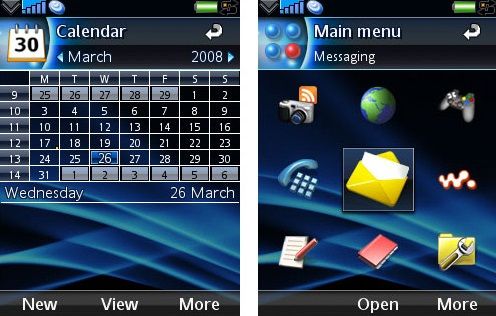 Calendar
March 2008
30
M T W T F S S
9 25 26 27 28 29 1 2
10 3 4 5 6 7 8 9
11 10 11 12 13 14 15 16
12 17 18 19 20 21 22 23
13 24 25 26 27 28 29 30
14 31 1 2 3 4 5 6
Wednesday 26 March
New View More
Main menu
Messaging
Open More